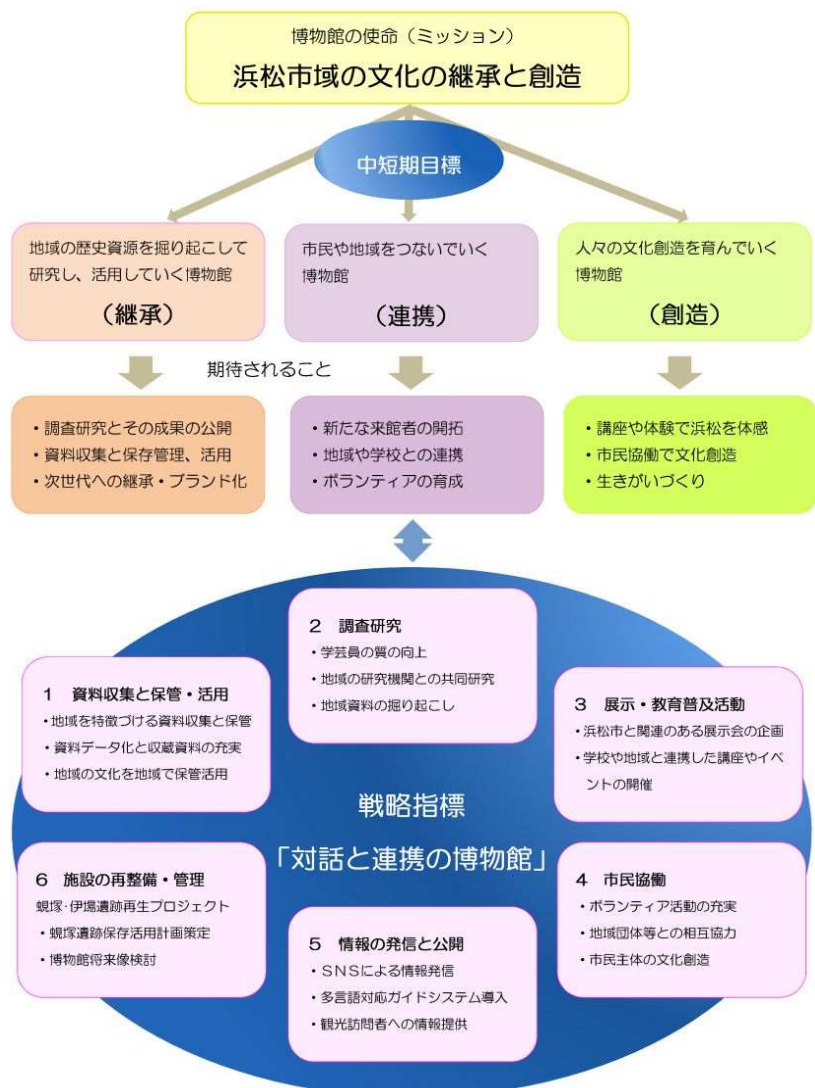 博物館の使命（ミッション）
浜松市域の文化の継承と創造
中短期目標
地域の歴史資源を掘り起こして
研究し、活用していく博物館
（継承）
市民や地域をつないでいく
博物館
（連携）
人々の文化創造を育んでいく
博物館
（創造）
期待されること
・調査研究とその成果の公開
・資料収集と保存管理、活用
・次世代への継承・ブランド化
・新たな来館者の開拓
・地域や学校との連携
・ボランティアの育成
・講座や体験で浜松を体感
・市民協働で文化創造
・生きがいづくり
1 資料収集と保管・活用
・地域を特徴づける資料収集と保管
・資料データ化と収蔵資料の充実
・地域の文化を地域で保管活用
2 調査研究
・学芸員の質の向上
・地域の研究機関との共同研究
・地域資料の掘り起こし
3 展示・教育普及活動
・浜松市と関連のある展示会の企画
・学校や地域と連携した講座やイベ
ントの開催
戦略指標
「対話と連携の博物館」
4 市民協働
・ボランティア活動の充実
・地域団体等との相互協力
・市民主体の文化創造
5 情報の発信と公開
・ＳＮＳによる情報発信
・多言語対応ガイドシステム導入
・観光訪問者への情報提供
6 施設の再整備・管理
蜆塚・伊場遺跡再生プロジェクト
・蜆塚遺跡保存活用計画策定
・博物館将来像検討